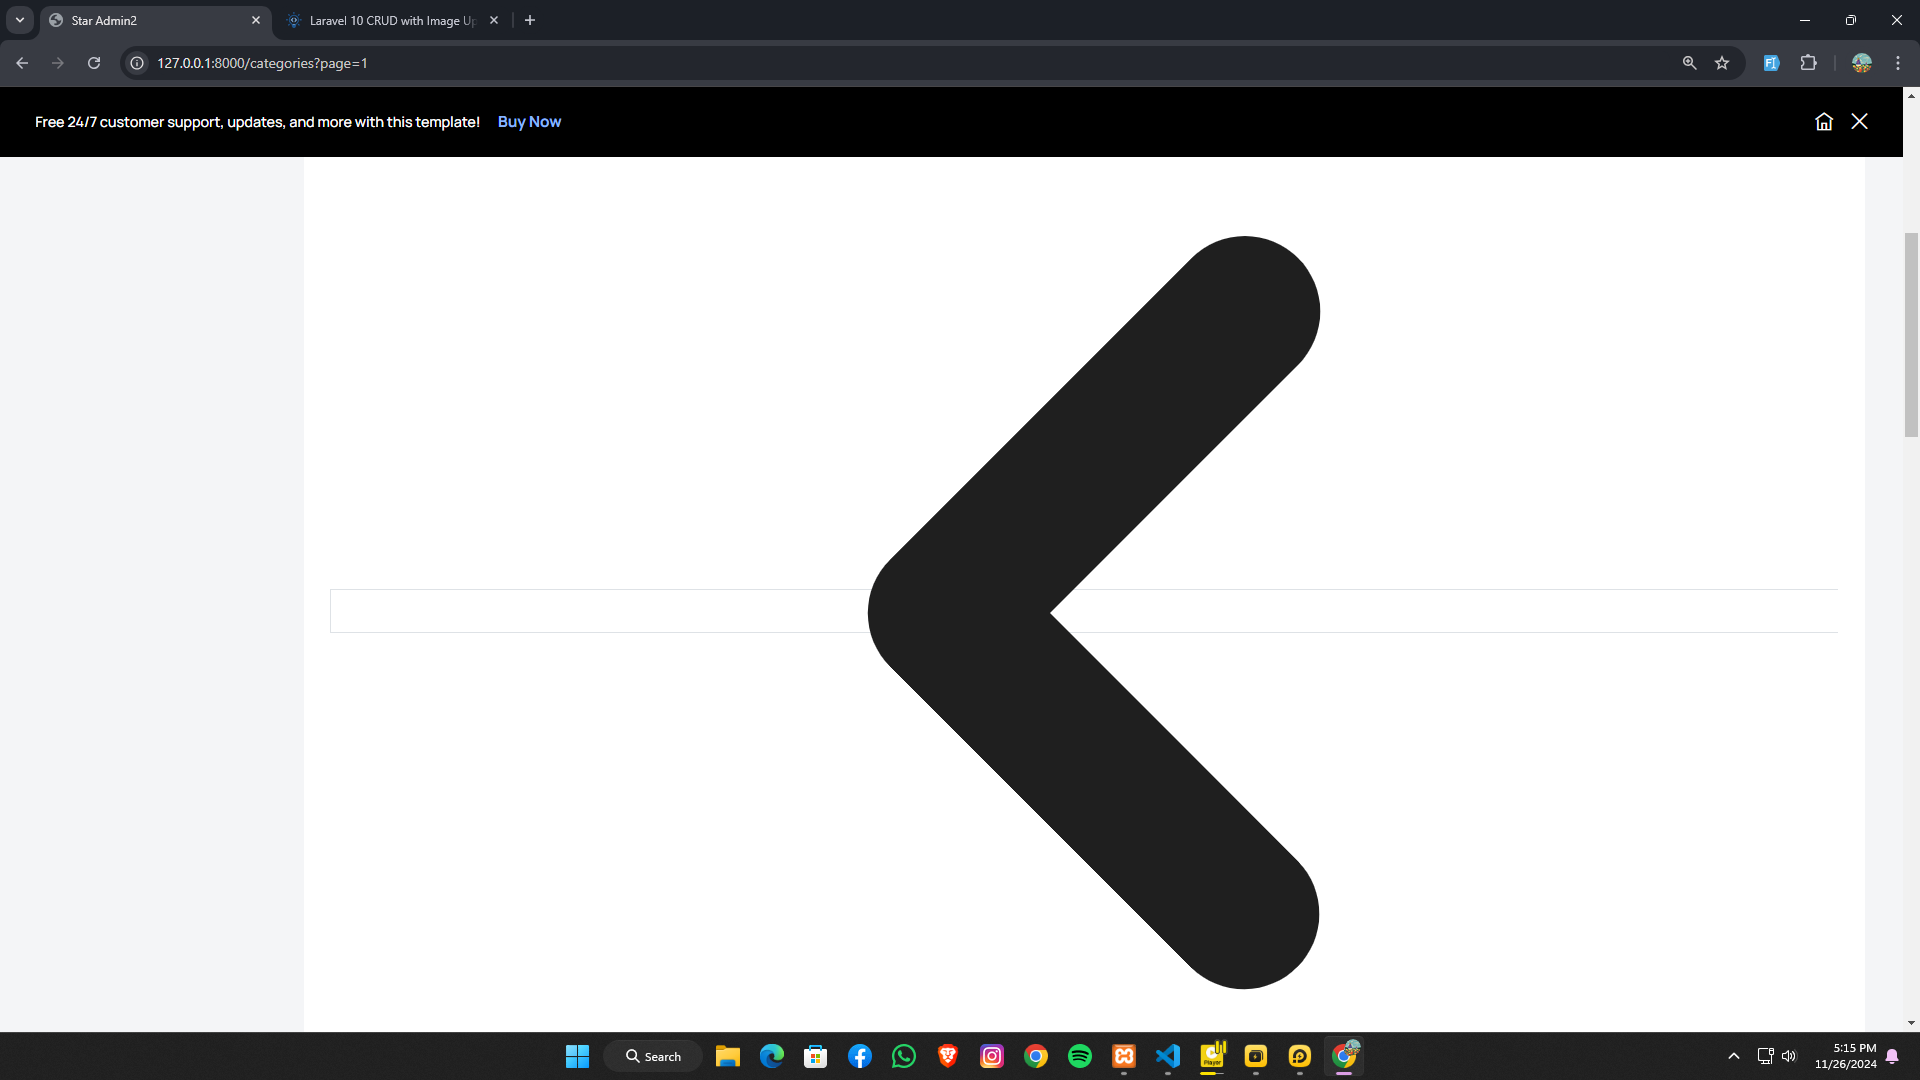 Star Admin2
Laravel 10 CRUD with Image Up
127.0.0.1:8000/categories?page=1
Free 24/7 customer support, updates, and more with this template! Buy Now
Search
Player
5:15 PM
11/26/2024